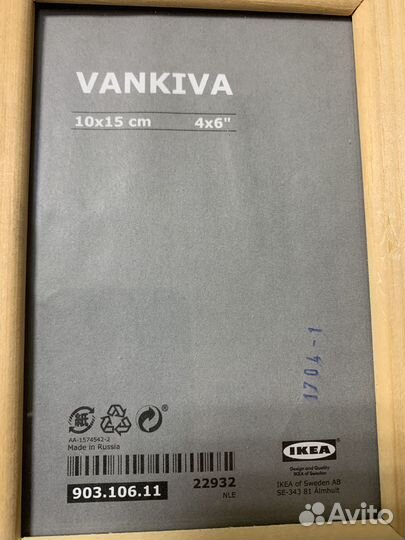 VANKIVA
10x15 cm 4x6"
1704-1
紙
AA-1574542-2
Made in Russia
IKEA
Design and Quality
IKEA of Sweden
22932
903.106.11 NLE
IKEA of Sweden AB
SE-343 81 Älmhult
Avito